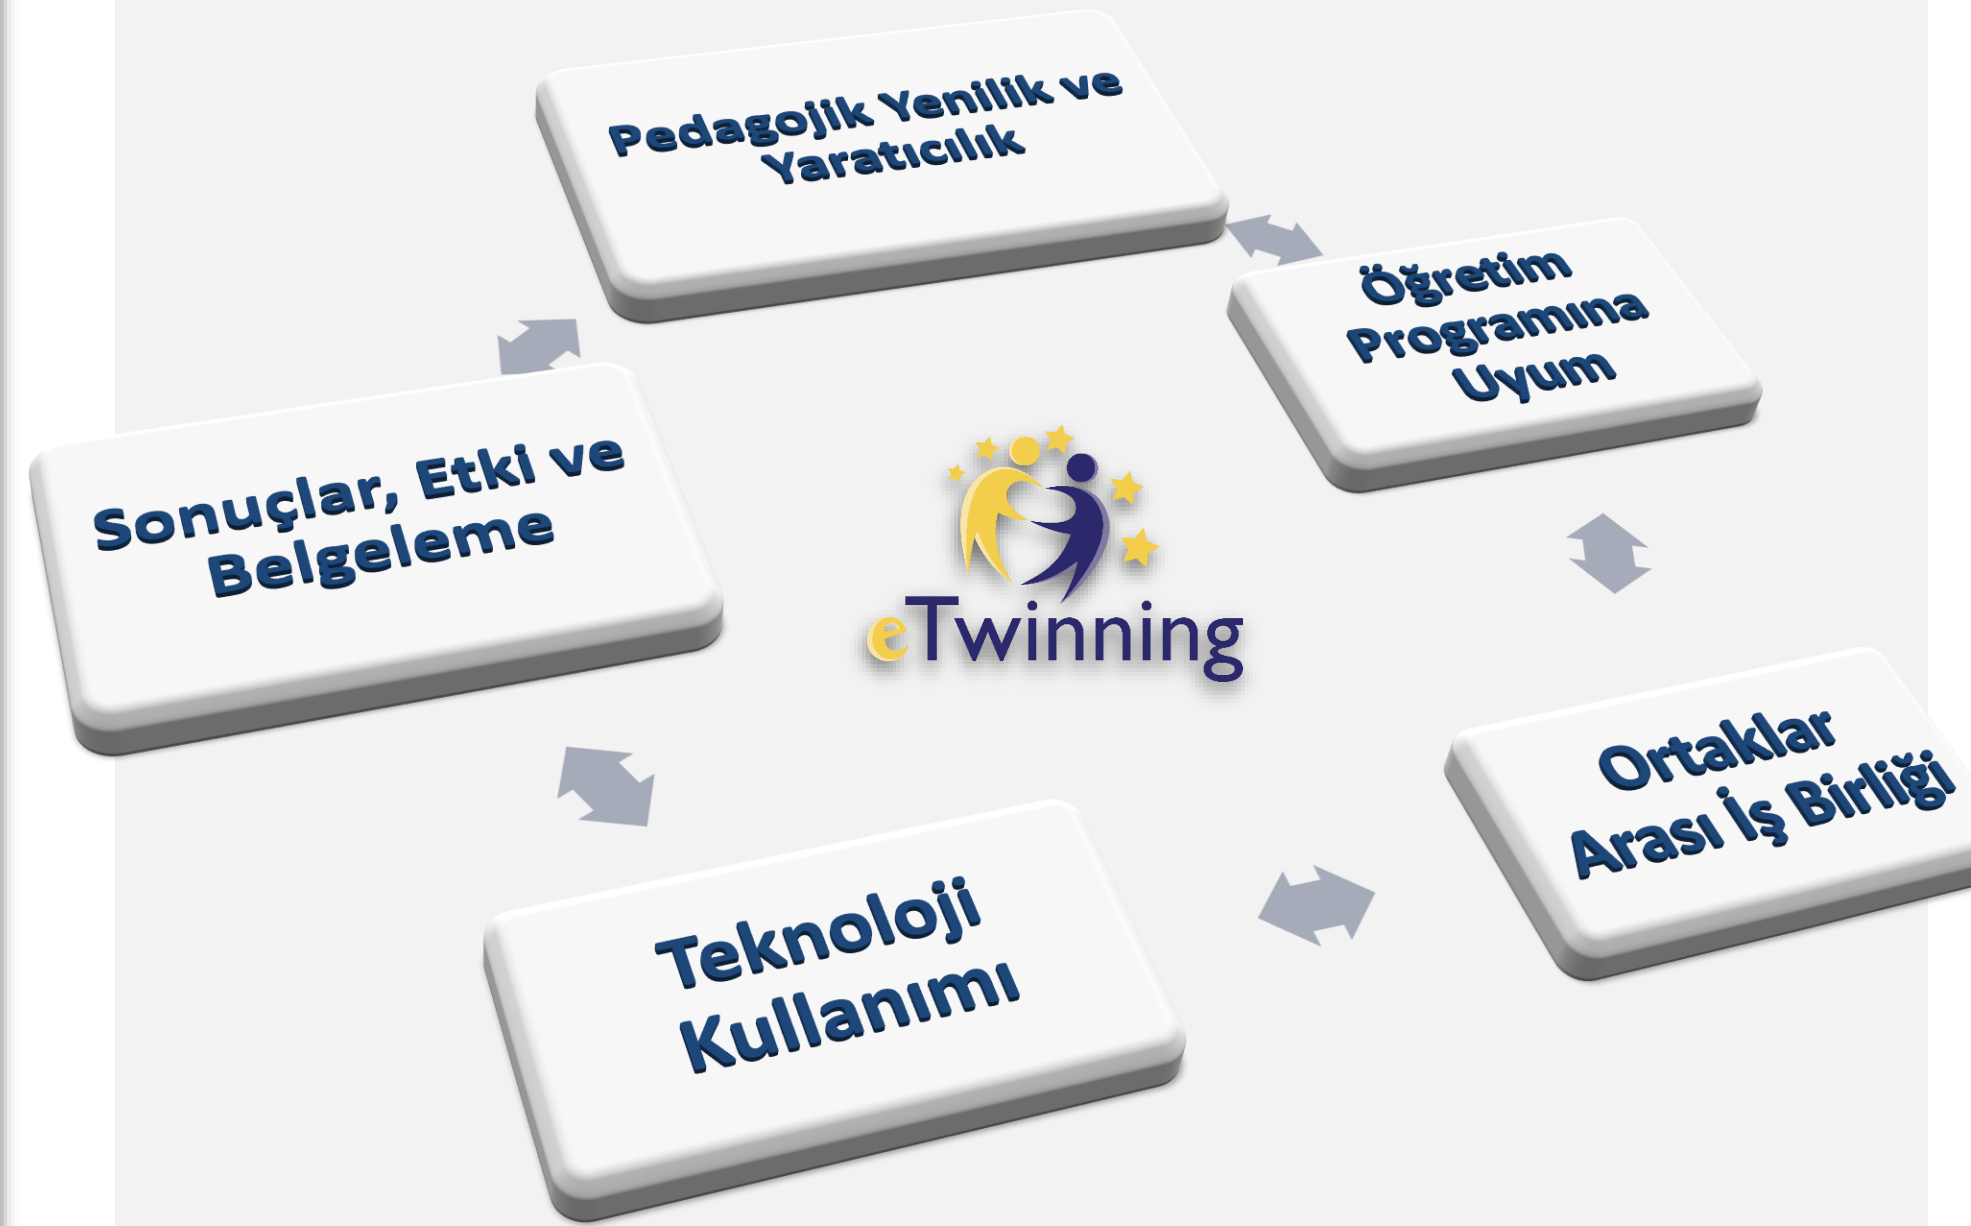 Pedagojik Yenilik ve
Yaratıcılık
Öğretim
Programına
Uyum
Sonuçlar, Etki ve
Belgeleme
eTwinning
Ortaklar
Arası İş Birliği
Teknoloji
Kullanımı